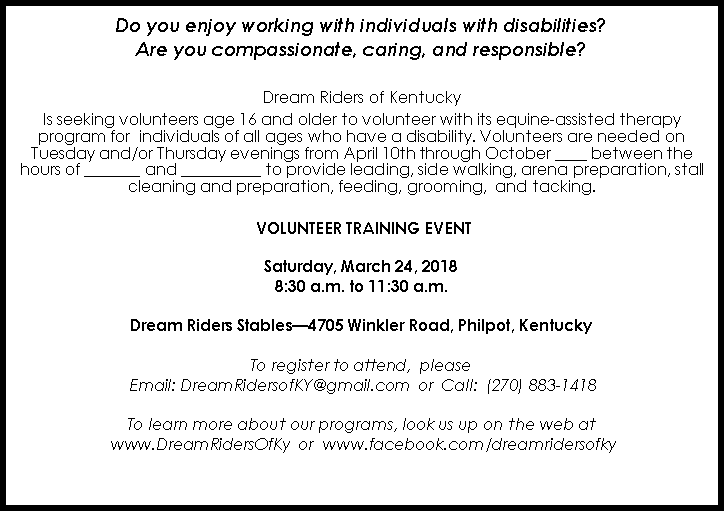 Do you enjoy working with individuals with disabilities?
Are you compassionate, caring, and responsible?
Dream Riders of Kentucky
Is seeking volunteers age 16 and older to volunteer with its equine-assisted therapy
program for individuals of all ages who have a disability. Volunteers are needed on
Tuesday and/or Thursday evenings from April 10th through October ____ between the
hours of _______ and __________ to provide leading, side walking, arena preparation, stall
cleaning and preparation, feeding, grooming, and tacking.
VOLUNTEER TRAINING EVENT
Saturday, March 24, 2018
8:30 a.m. to 11:30 a.m.
Dream Riders Stables—4705 Winkler Road, Philpot, Kentucky
To register to attend, please
Email: DreamRidersofKY@gmail.com or Call: (270) 883-1418
To learn more about our programs, look us up on the web at
www.DreamRidersOfKy or www.facebook.com/dreamridersofky